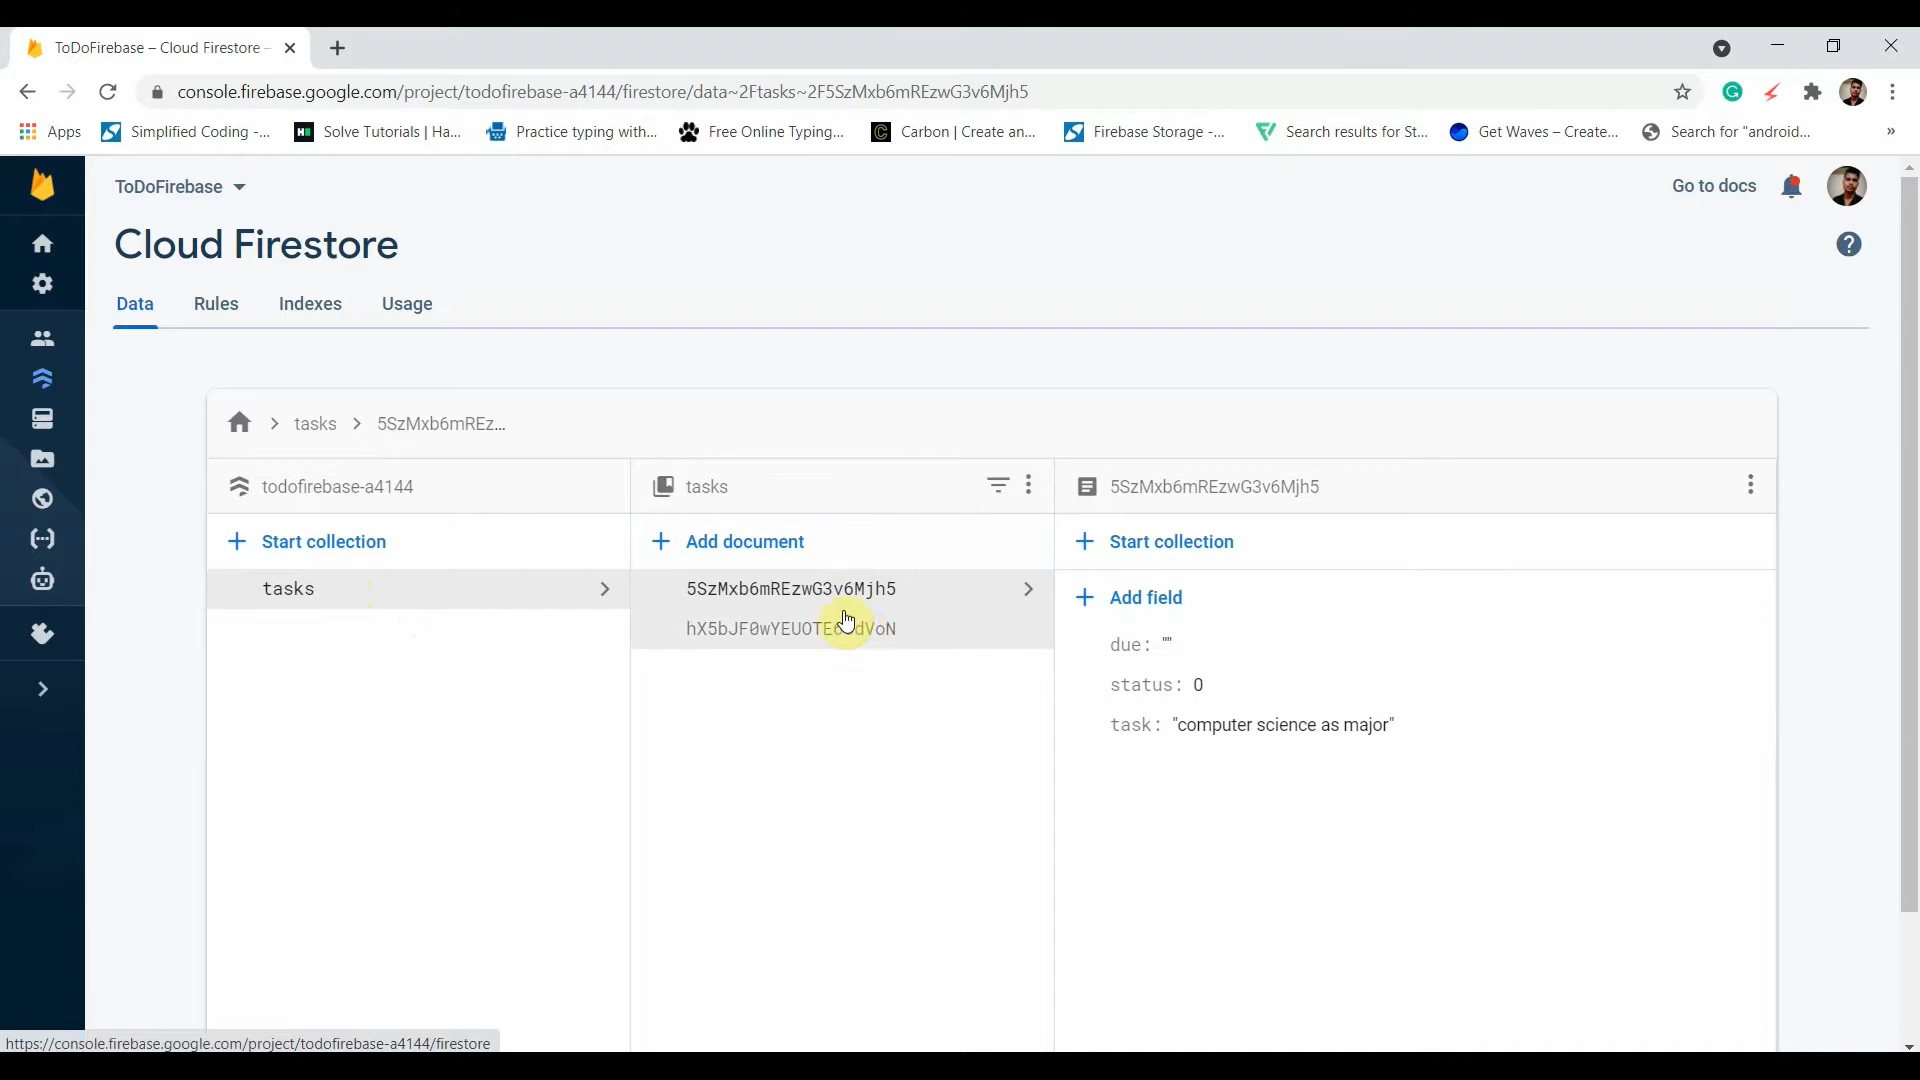 ToDoFirebase – Cloud Firestore -
console.firebase.google.com/project/todofirebase-a4144/firestore/data~2Ftasks~2F5SzMxb6mREzwG3v6Mjh5
Apps Simplified Coding -... Solve Tutorials | Ha... Practice typing with... Free Online Typing... Carbon | Create an... Firebase Storage -... Search results for St... Get Waves – Create... Search for "android... »
ToDoFirebase Go to docs
Cloud Firestore
Data Rules Indexes Usage
tasks 5SzMxb6mREz...
todofirebase-a4144 tasks 5SzMxb6mREzwG3v6Mjh5
Start collection Add document Start collection
tasks 5SzMxb6mREzwG3v6Mjh5 Add field
due: ""
status: 0
task: "computer science as major"
https://console.firebase.google.com/project/todofirebase-a4144/firestore